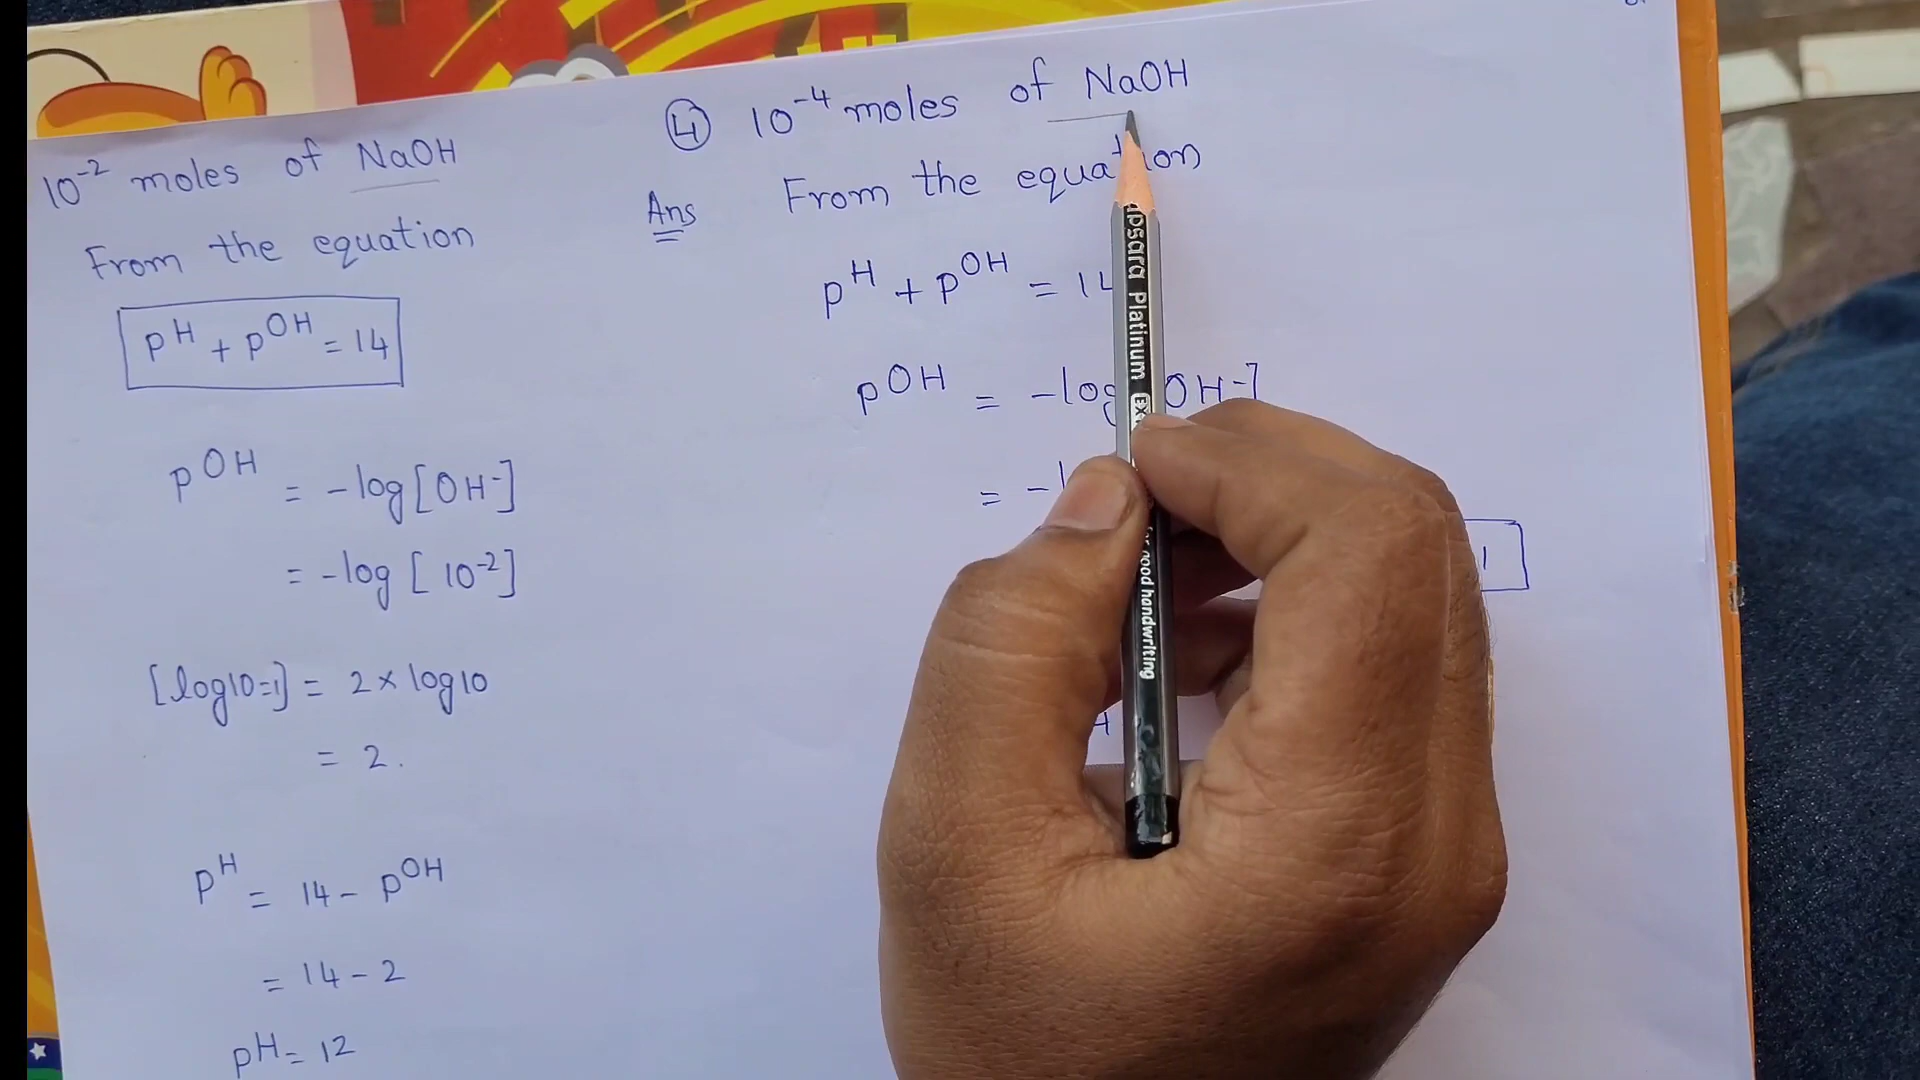 10⁻² moles of NaOH
From the equation
pH + pOH = 14
pOH = -log[OH-]
= -log [ 10⁻²]
[log10=1] = 2 × log10
= 2.
pH = 14 - pOH
= 14 - 2
pH = 12
④ 10⁻⁴ moles of NaOH
Ans From the equation
pH + pOH = 14
pOH = -log OH-]
= -
Platinum
good handwriting